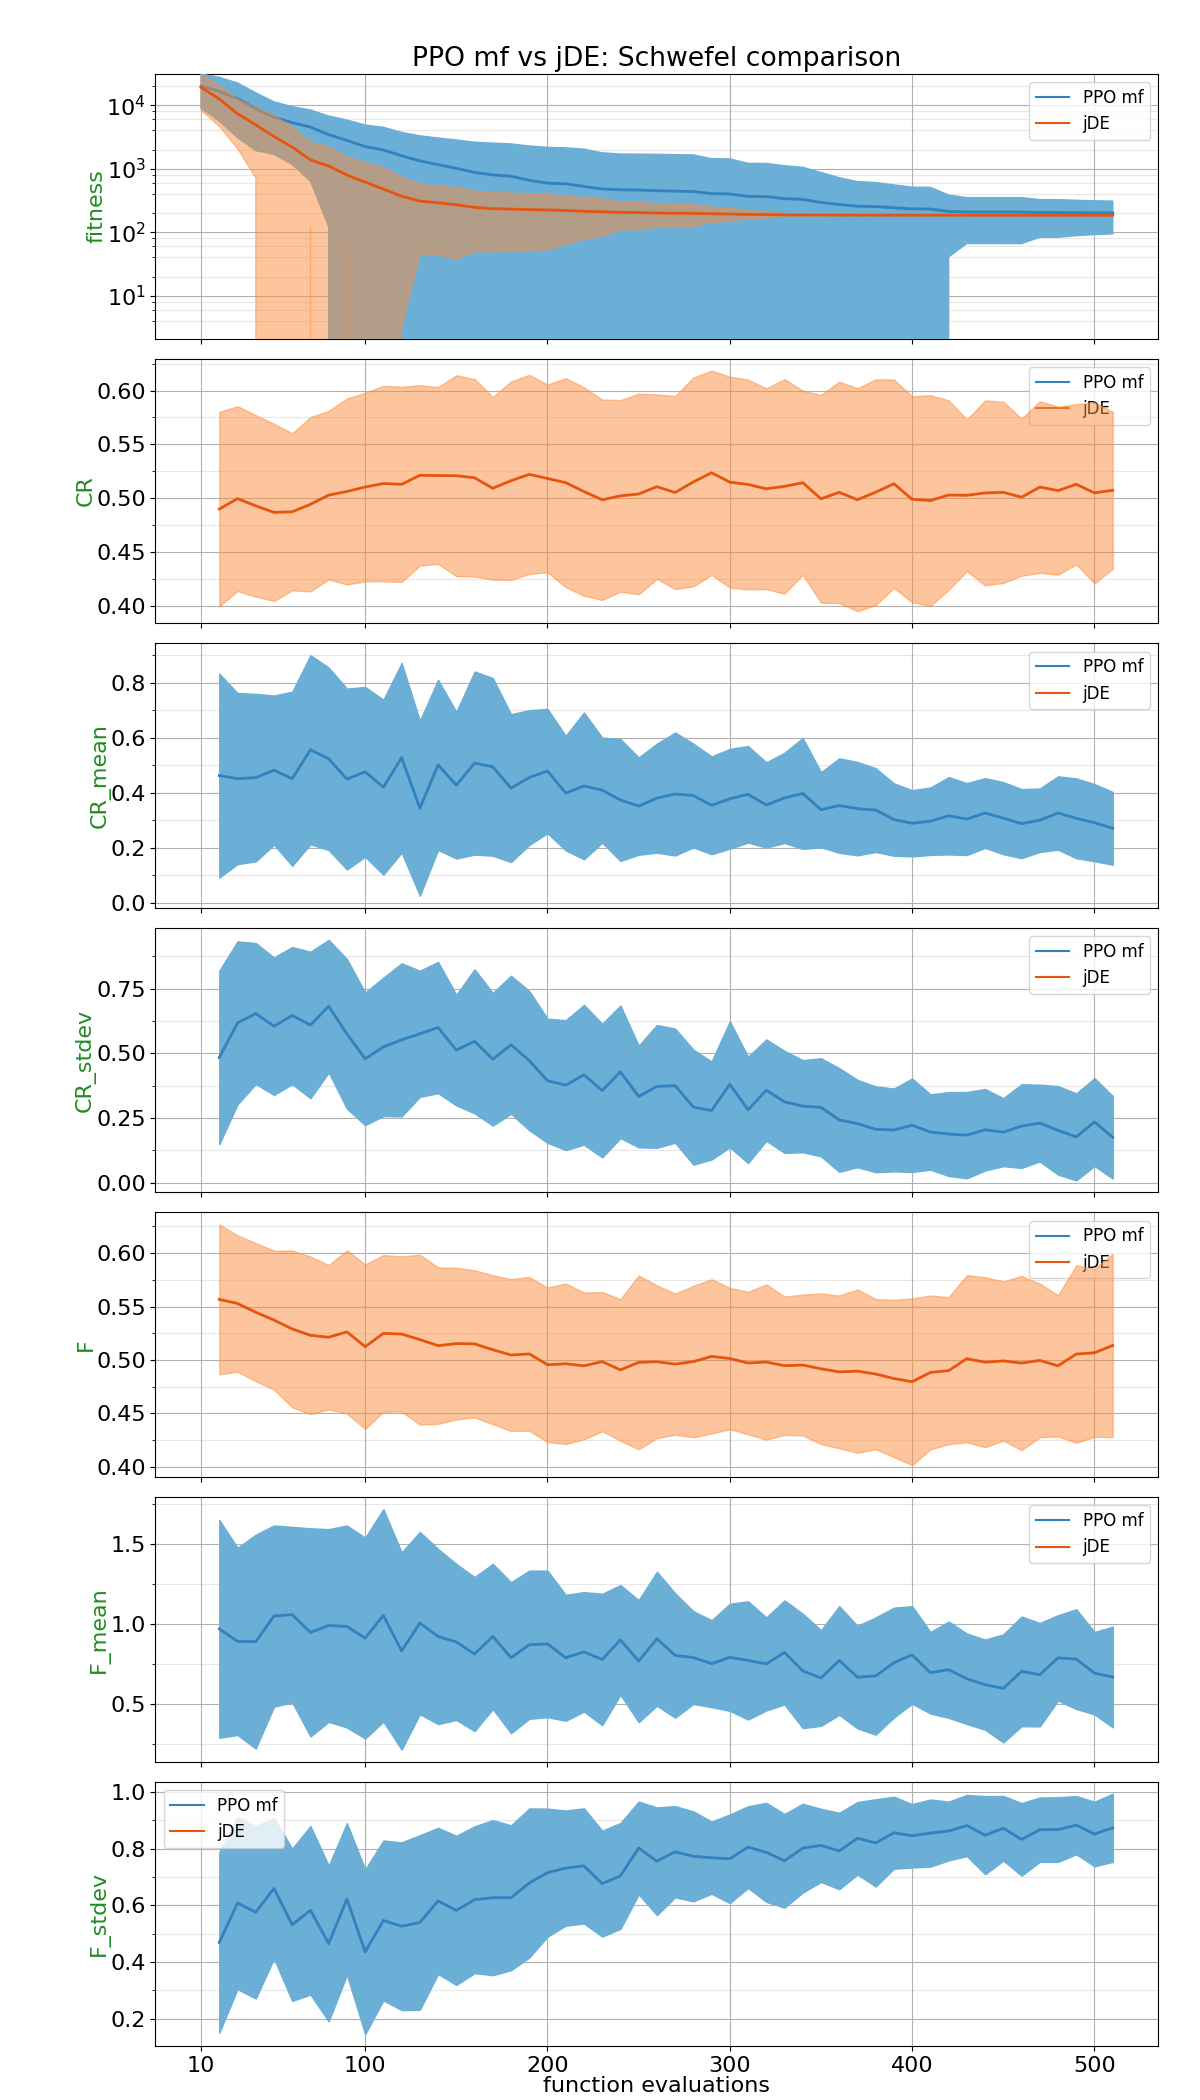 PPO mf vs jDE: Schwefel comparison
fitness
10⁴
10³
10²
10¹
PPO mf
jDE
CR
0.60
0.55
0.50
0.45
0.40
PPO mf
jDE
CR_mean
0.8
0.6
0.4
0.2
0.0
PPO mf
jDE
CR_stdev
0.75
0.50
0.25
0.00
PPO mf
jDE
F
0.60
0.55
0.50
0.45
0.40
PPO mf
jDE
F_mean
1.5
1.0
0.5
PPO mf
jDE
F_stdev
1.0
0.8
0.6
0.4
0.2
PPO mf
jDE
10 100 200 300 400 500
function evaluations